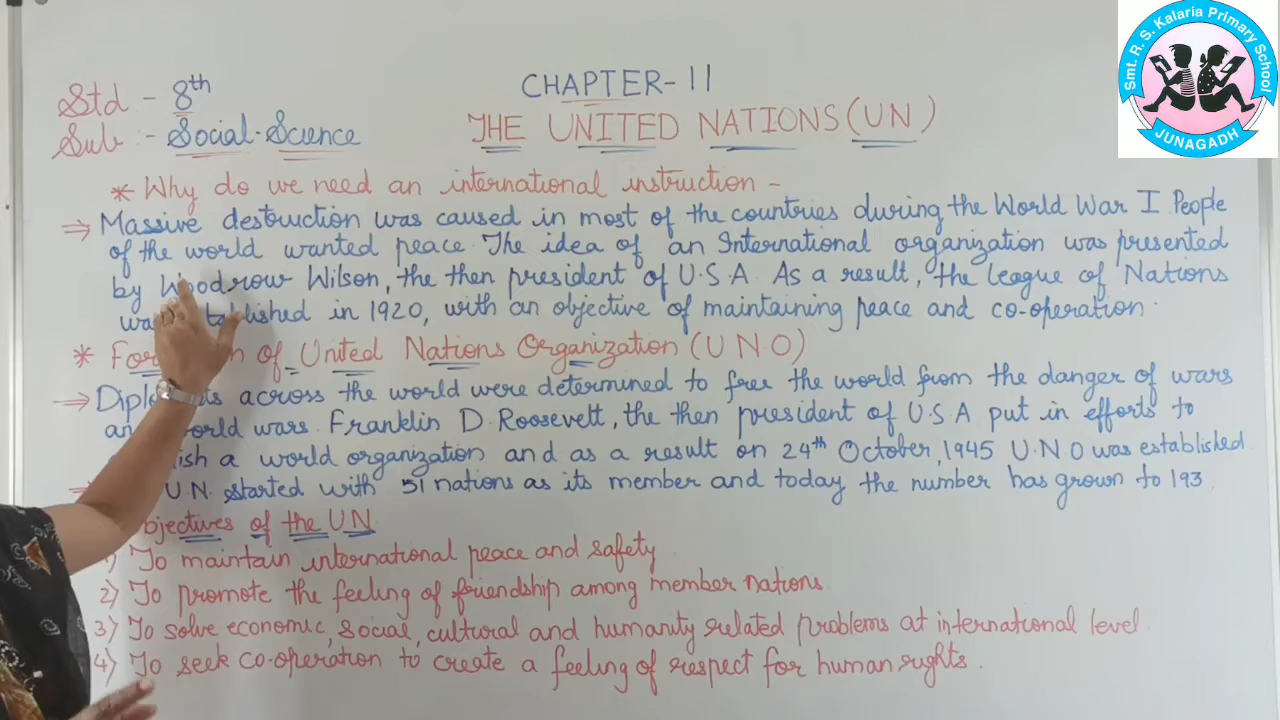 Smt. R. S. Kalaria Primary School
JUNAGADH
Std - 8th
CHAPTER-11
Sub :- Social-Science
THE UNITED NATIONS (UN)
* Why do we need an international instruction -
⇒ Massive destruction was caused in most of the countries during the World War I People
of the world wanted peace. The idea of an International organization was presented
by Woodrow Wilson, the then president of U.S.A. As a result, the league of Nations
in 1920, with an objective of maintaining peace and co-operation.
* of United Nations Organization (U N O)
⇒ across the world were determined to free the world from the danger of wars
world wars. Franklin D. Roosevelt, the then president of U.S.A put in efforts to
a world organization and as a result on 24th October, 1945 U.N.O was established
U.N. started with 51 nations as its member and today the number has grown to 193.
bjectives of the UN
1) To maintain international peace and safety
2) To promote the feeling of friendship among member nations.
3) To solve economic, social, cultural and humanity related problems at international level.
4) To seek co-operation to create a feeling of respect for human rights.